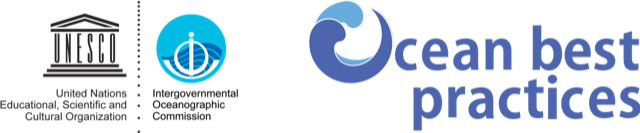 UNESCO
United Nations
Educational, Scientific and
Cultural Organization
Intergovernmental
Oceanographic
Commission
Ocean best
practices